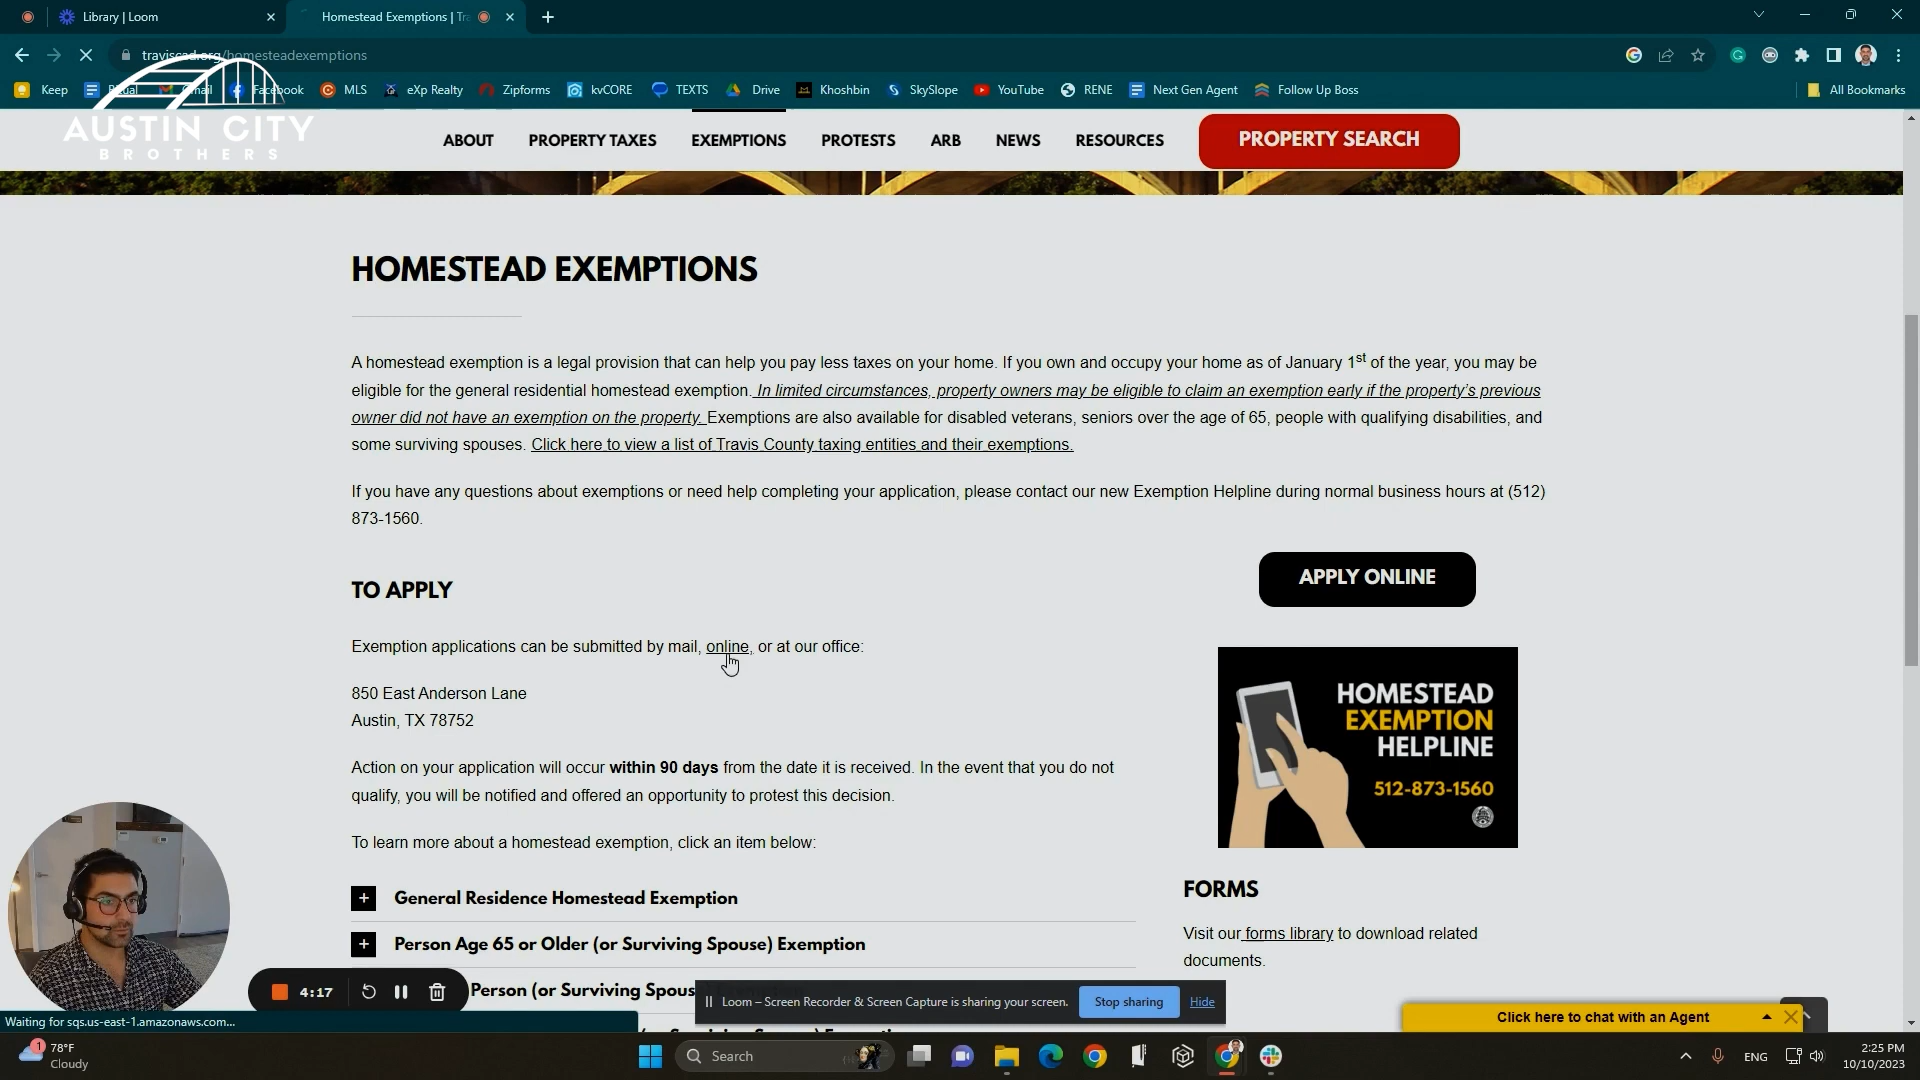 Library | Loom
Homestead Exemptions | Tra
traviscad.org/homesteadexemptions
Keep
Gmail
Facebook
MLS
eXp Realty
Zipforms
kvCORE
TEXTS
Drive
Khoshbin
SkySlope
YouTube
RENE
Next Gen Agent
Follow Up Boss
All Bookmarks
AUSTIN CITY
BROTHERS
ABOUT
PROPERTY TAXES
EXEMPTIONS
PROTESTS
ARB
NEWS
RESOURCES
PROPERTY SEARCH
HOMESTEAD EXEMPTIONS
A homestead exemption is a legal provision that can help you pay less taxes on your home. If you own and occupy your home as of January 1st of the year, you may be
eligible for the general residential homestead exemption. In limited circumstances, property owners may be eligible to claim an exemption early if the property's previous
owner did not have an exemption on the property. Exemptions are also available for disabled veterans, seniors over the age of 65, people with qualifying disabilities, and
some surviving spouses. Click here to view a list of Travis County taxing entities and their exemptions.
If you have any questions about exemptions or need help completing your application, please contact our new Exemption Helpline during normal business hours at (512)
873-1560.
TO APPLY
APPLY ONLINE
Exemption applications can be submitted by mail, online, or at our office:
850 East Anderson Lane
Austin, TX 78752
Action on your application will occur within 90 days from the date it is received. In the event that you do not
qualify, you will be notified and offered an opportunity to protest this decision.
To learn more about a homestead exemption, click an item below:
General Residence Homestead Exemption
Person Age 65 or Older (or Surviving Spouse) Exemption
Person (or Surviving Spous
HOMESTEAD
EXEMPTION
HELPLINE
512-873-1560
FORMS
Visit our forms library to download related
documents.
4:17
Loom – Screen Recorder & Screen Capture is sharing your screen.
Stop sharing
Hide
Click here to chat with an Agent
Waiting for sqs.us-east-1.amazonaws.com...
1
78°F
Cloudy
Search
ENG
2:25 PM
10/10/2023